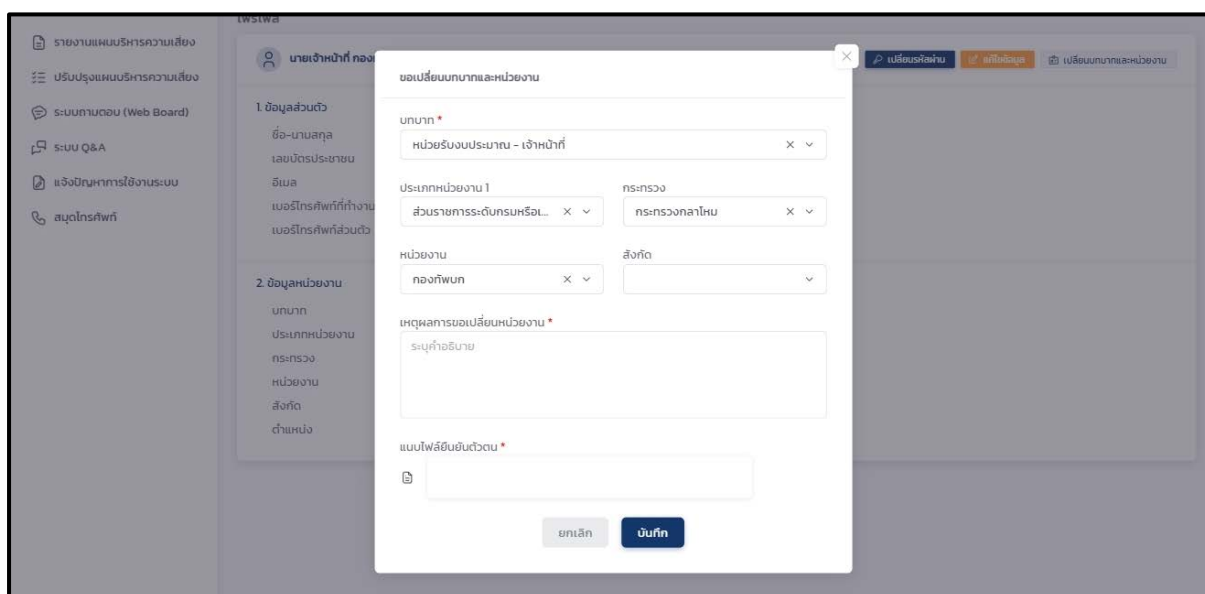 โพรไฟล์
รายงานแผนบริหารความเสี่ยง
ปรับปรุงแผนบริหารความเสี่ยง
ระบบถามตอบ (Web Board)
ระบบ Q&A
แจ้งปัญหาการใช้งานระบบ
สมุดโทรศัพท์
นายเจ้าหน้าที่
เปลี่ยนรหัสผ่าน
แก้ไขข้อมูล
เปลี่ยนบทบาทและหน่วยงาน
1. ข้อมูลส่วนตัว
ชื่อ-นามสกุล
เลขบัตรประชาชน
อีเมล
เบอร์โทรศัพท์ที่ทำงาน
เบอร์โทรศัพท์ส่วนตัว
2. ข้อมูลหน่วยงาน
บทบาท
ประเภทหน่วยงาน
กระทรวง
หน่วยงาน
สังกัด
ตำแหน่ง
ขอเปลี่ยนบทบาทและหน่วยงาน
บทบาท *
หน่วยรับงบประมาณ - เจ้าหน้าที่
ประเภทหน่วยงาน 1 กระทรวง
ส่วนราชการระดับกรมหรือเ... กระทรวงกลาโหม
หน่วยงาน สังกัด
กองทัพบก
เหตุผลการขอเปลี่ยนหน่วยงาน *
ระบุคำอธิบาย
แนบไฟล์ยืนยันตัวตน *
ยกเลิก บันทึก